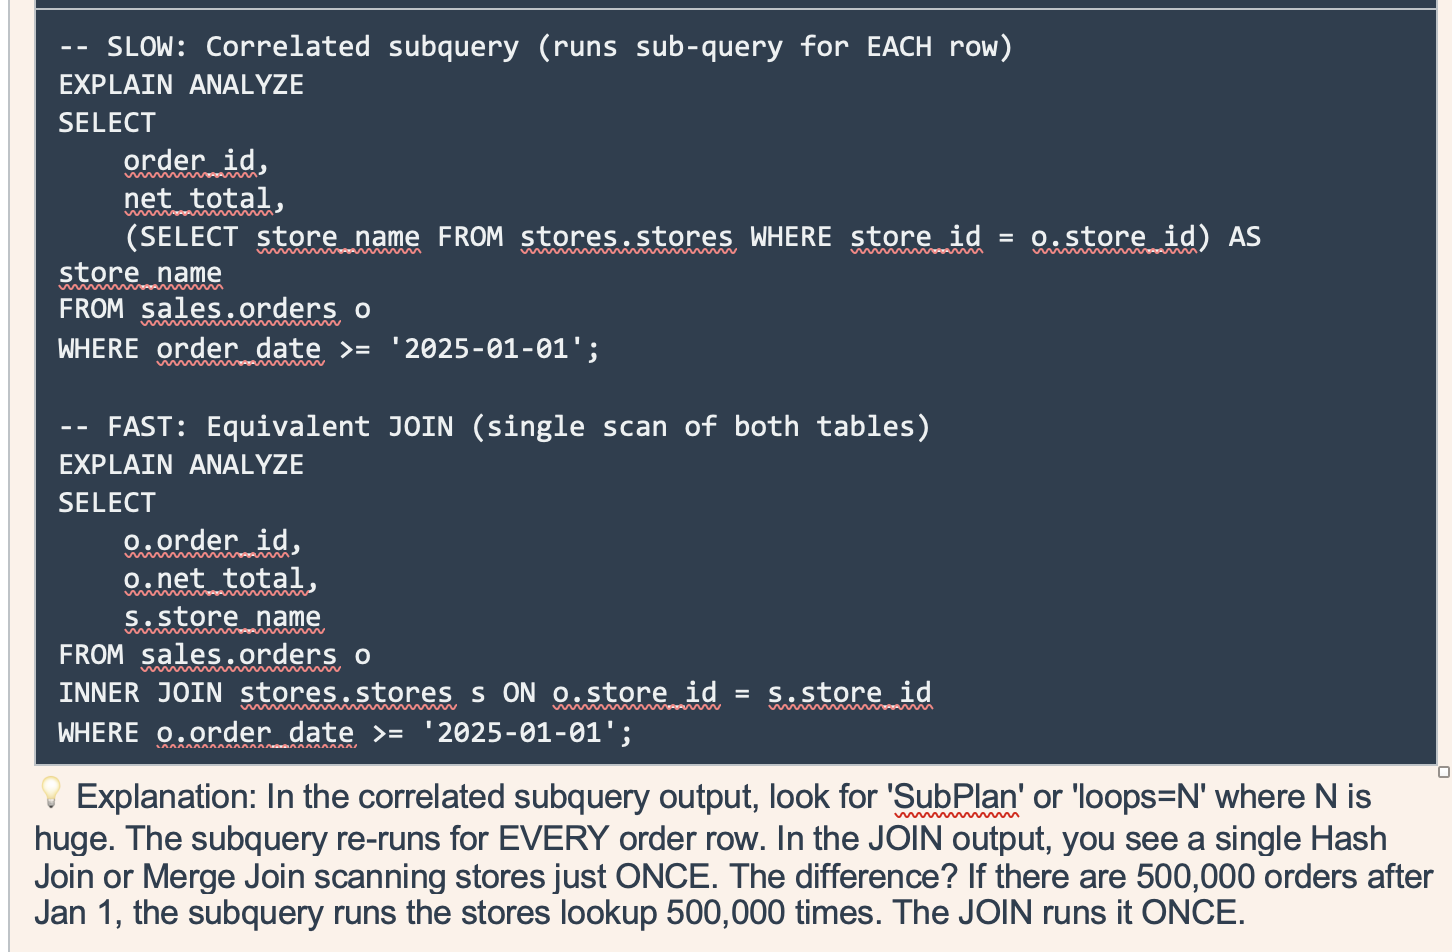 -- SLOW: Correlated subquery (runs sub-query for EACH row)
EXPLAIN ANALYZE
SELECT
    order_id,
    net_total,
    (SELECT store_name FROM stores.stores WHERE store_id = o.store_id) AS
store_name
FROM sales.orders o
WHERE order_date >= '2025-01-01';

-- FAST: Equivalent JOIN (single scan of both tables)
EXPLAIN ANALYZE
SELECT
    o.order_id,
    o.net_total,
    s.store_name
FROM sales.orders o
INNER JOIN stores.stores s ON o.store_id = s.store_id
WHERE o.order_date >= '2025-01-01';
💡 Explanation: In the correlated subquery output, look for 'SubPlan' or 'loops=N' where N is
huge. The subquery re-runs for EVERY order row. In the JOIN output, you see a single Hash
Join or Merge Join scanning stores just ONCE. The difference? If there are 500,000 orders after
Jan 1, the subquery runs the stores lookup 500,000 times. The JOIN runs it ONCE.